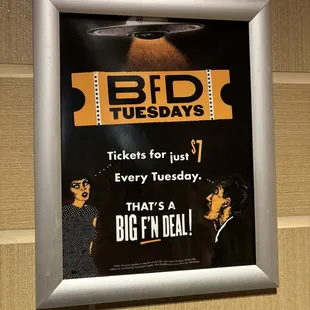 BFD
TUESDAYS
Tickets for just $7
Every Tuesday.
THAT'S A
BIG F'N DEAL!